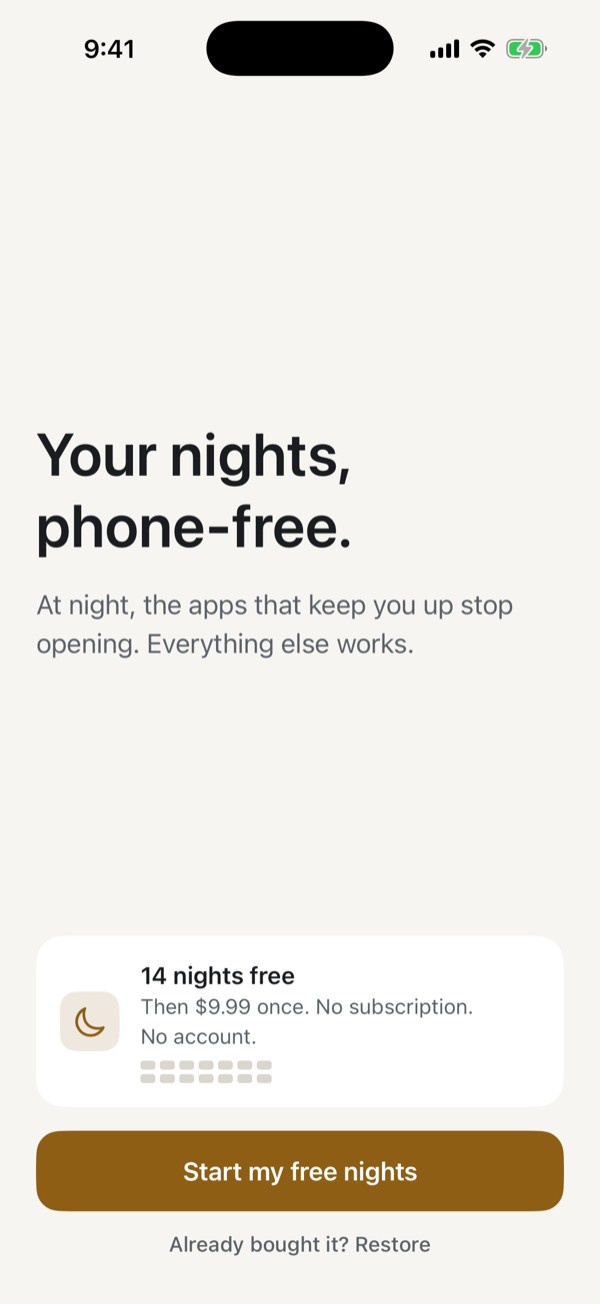 9:41
Your nights,
phone-free.
At night, the apps that keep you up stop
opening. Everything else works.
14 nights free
Then $9.99 once. No subscription.
No account.
Start my free nights
Already bought it? Restore